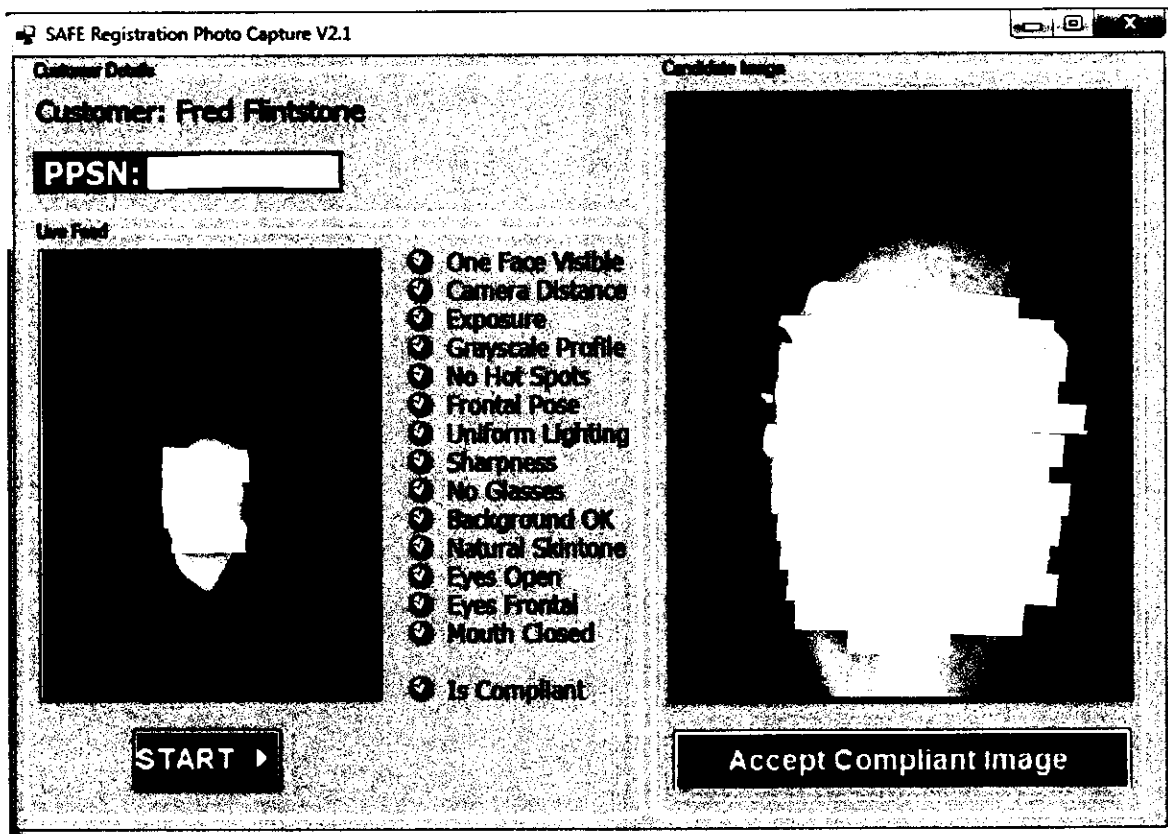 SAFE Registration Photo Capture V2.1
Customer Details
Customer: Fred Flintstone
PPSN:
Live Feed
One Face Visible
Camera Distance
Exposure
Grayscale Profile
No Hot Spots
Frontal Pose
Uniform Lighting
Sharpness
No Glasses
Background OK
Natural Skintone
Eyes Open
Eyes Frontal
Mouth Closed
Is Compliant
START
Candidate Image
Accept Compliant Image